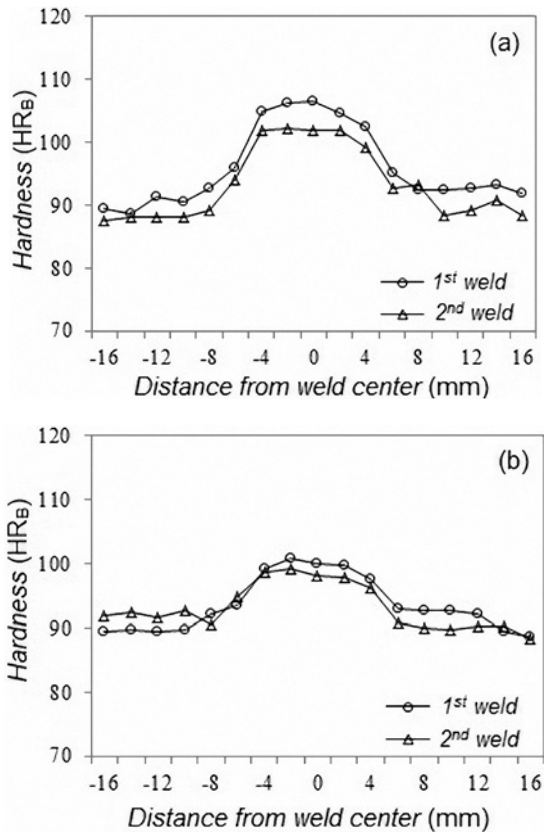 (a)
120
110
100
90
80
70
Hardness (HRB)
1st weld
2nd weld
-16 -12 -8 -4 0 4 8 12 16
Distance from weld center (mm)
(b)
120
110
100
90
80
70
Hardness (HRB)
1st weld
2nd weld
-16 -12 -8 -4 0 4 8 12 16
Distance from weld center (mm)